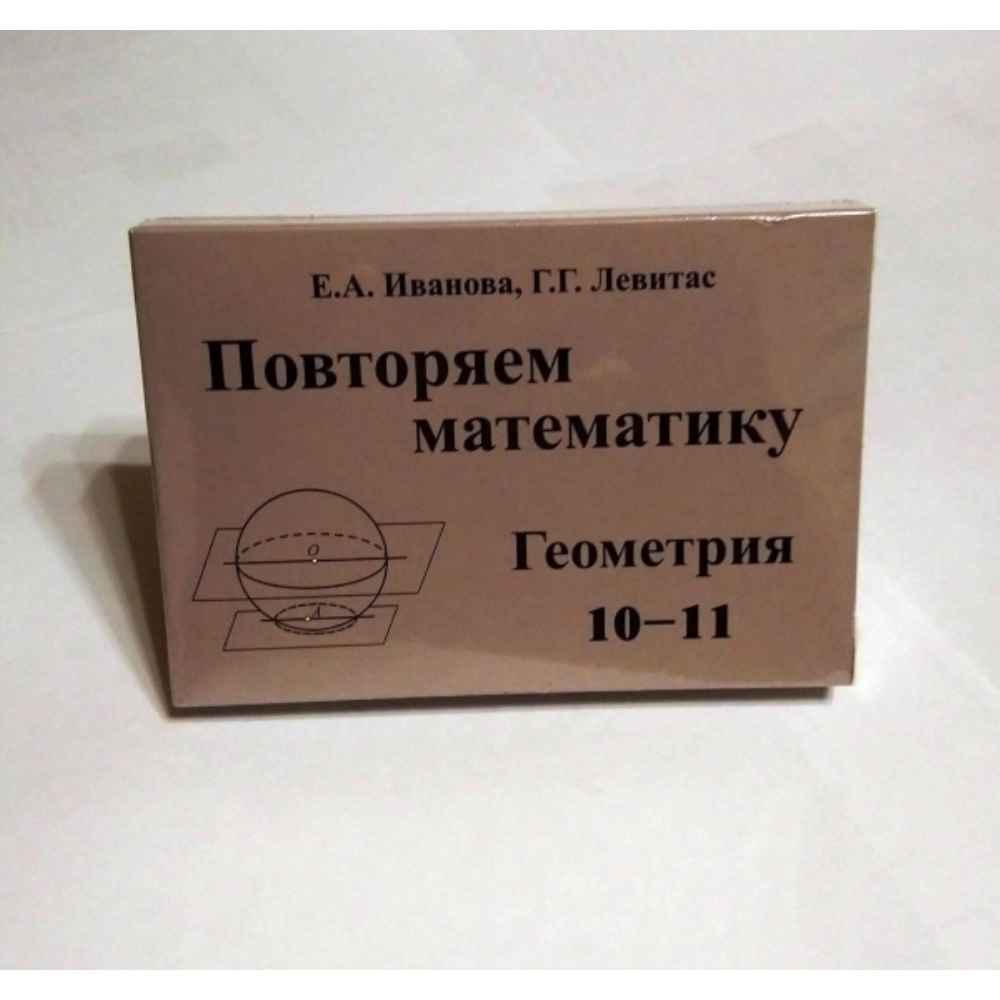 Е.А. Иванова, Г.Г. Левитас
Повторяем
математику
O
A
Геометрия
10–11